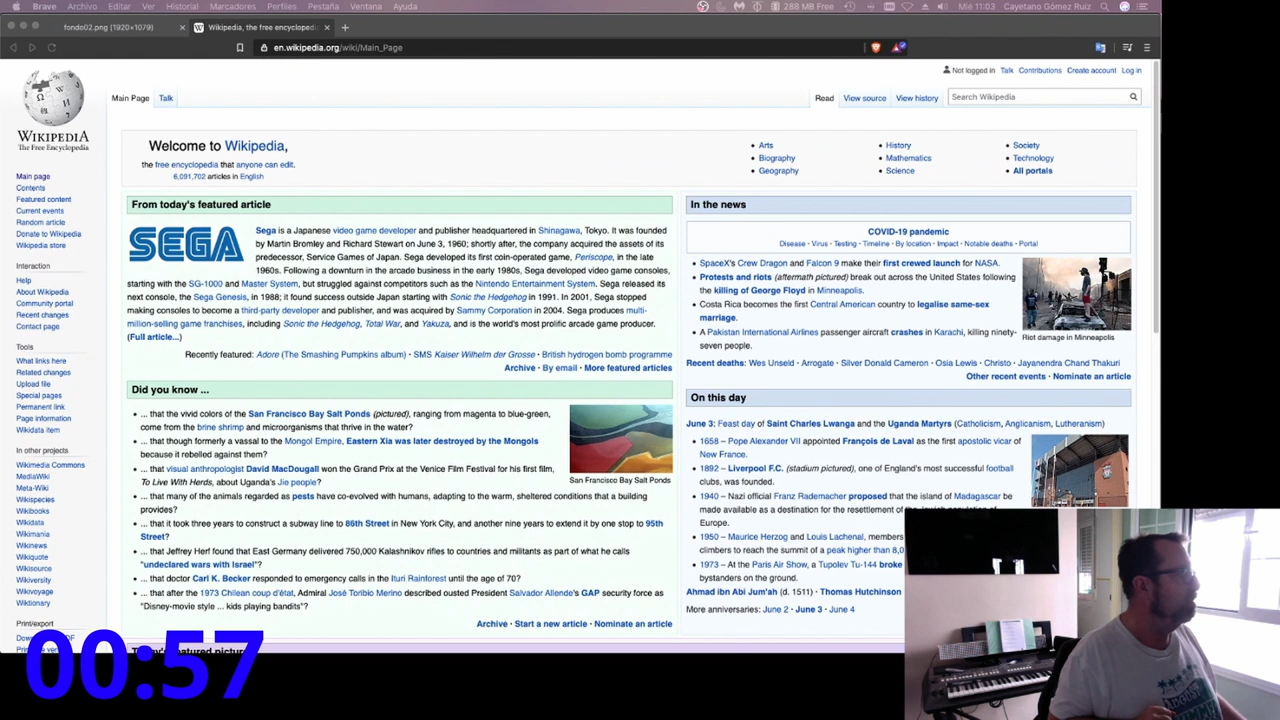 Brave Archivo Editar Ver Historial Marcadores Perfiles Pestaña Ventana Ayuda 288 MB Free Mié 11:03 Cayetano Gómez Ruiz
fondo02.png (1920×1079) Wikipedia, the free encyclopedi
en.wikipedia.org/wiki/Main_Page
Not logged in Talk Contributions Create account Log in
Main Page Talk Read View source View history Search Wikipedia
WIKIPEDIA
The Free Encyclopedia
Main page
Contents
Featured content
Current events
Random article
Donate to Wikipedia
Wikipedia store
Interaction
Help
About Wikipedia
Community portal
Recent changes
Contact page
Tools
What links here
Related changes
Upload file
Special pages
Permanent link
Page information
Wikidata item
In other projects
Wikimedia Commons
MediaWiki
Meta-Wiki
Wikispecies
Wikibooks
Wikidata
Wikimania
Wikinews
Wikiquote
Wikisource
Wikiversity
Wikivoyage
Wiktionary
Print/export
Welcome to Wikipedia,
the free encyclopedia that anyone can edit.
6,091,702 articles in English
Arts
Biography
Geography
History
Mathematics
Science
Society
Technology
All portals
From today's featured article
SEGA
Sega is a Japanese video game developer and publisher headquartered in Shinagawa, Tokyo. It was founded
by Martin Bromley and Richard Stewart on June 3, 1960; shortly after, the company acquired the assets of its
predecessor, Service Games of Japan. Sega developed its first coin-operated game, Periscope, in the late
1960s. Following a downturn in the arcade business in the early 1980s, Sega developed video game consoles,
starting with the SG-1000 and Master System, but struggled against competitors such as the Nintendo Entertainment System. Sega released its
next console, the Sega Genesis, in 1988; it found success outside Japan starting with Sonic the Hedgehog in 1991. In 2001, Sega stopped
making consoles to become a third-party developer and publisher, and was acquired by Sammy Corporation in 2004. Sega produces multi-
million-selling game franchises, including Sonic the Hedgehog, Total War, and Yakuza, and is the world's most prolific arcade game producer.
(Full article...)
Recently featured: Adore (The Smashing Pumpkins album) · SMS Kaiser Wilhelm der Grosse · British hydrogen bomb programme
Archive · By email · More featured articles
Did you know ...
... that the vivid colors of the San Francisco Bay Salt Ponds (pictured), ranging from magenta to blue-green,
come from the brine shrimp and microorganisms that thrive in the water?
... that though formerly a vassal to the Mongol Empire, Eastern Xia was later destroyed by the Mongols
because it rebelled against them?
... that visual anthropologist David MacDougall won the Grand Prix at the Venice Film Festival for his first film,
To Live With Herds, about Uganda's Jie people?
San Francisco Bay Salt Ponds
... that many of the animals regarded as pests have co-evolved with humans, adapting to the warm, sheltered conditions that a building
provides?
... that it took three years to construct a subway line to 86th Street in New York City, and another nine years to extend it by one stop to 95th
Street?
... that Jeffrey Herf found that East Germany delivered 750,000 Kalashnikov rifles to countries and militants as part of what he calls
"undeclared wars with Israel"?
... that doctor Carl K. Becker responded to emergency calls in the Ituri Rainforest until the age of 70?
... that after the 1973 Chilean coup d'état, Admiral José Toribio Merino described ousted President Salvador Allende's GAP security force as
"Disney-movie style ... kids playing bandits"?
Archive · Start a new article · Nominate an article
In the news
COVID-19 pandemic
Disease · Virus · Testing · Timeline · By location · Impact · Notable deaths · Portal
SpaceX's Crew Dragon and Falcon 9 make their first crewed launch for NASA.
Protests and riots (aftermath pictured) break out across the United States following
the killing of George Floyd in Minneapolis.
Costa Rica becomes the first Central American country to legalise same-sex
marriage.
A Pakistan International Airlines passenger aircraft crashes in Karachi, killing ninety-
seven people.
Riot damage in Minneapolis
Recent deaths: Wes Unseld · Arrogate · Silver Donald Cameron · Osia Lewis · Christo · Jayanendra Chand Thakuri
Other recent events · Nominate an article
On this day
June 3: Feast day of Saint Charles Lwanga and the Uganda Martyrs (Catholicism, Anglicanism, Lutheranism)
1658 – Pope Alexander VII appointed François de Laval as the first apostolic vicar of
New France.
1892 – Liverpool F.C. (stadium pictured), one of England's most successful football
clubs, was founded.
1940 – Nazi official Franz Rademacher proposed that the island of Madagascar be
made available as a destination for the resettlement of the
Europe.
1950 – Maurice Herzog and Louis Lachenal, members
climbers to reach the summit of a peak higher than 8,0
1973 – At the Paris Air Show, a Tupolev Tu-144 broke
bystanders on the ground.
Ahmad ibn Abi Jum'ah (d. 1511) · Thomas Hutchinson
More anniversaries: June 2 · June 3 · June 4
00:57